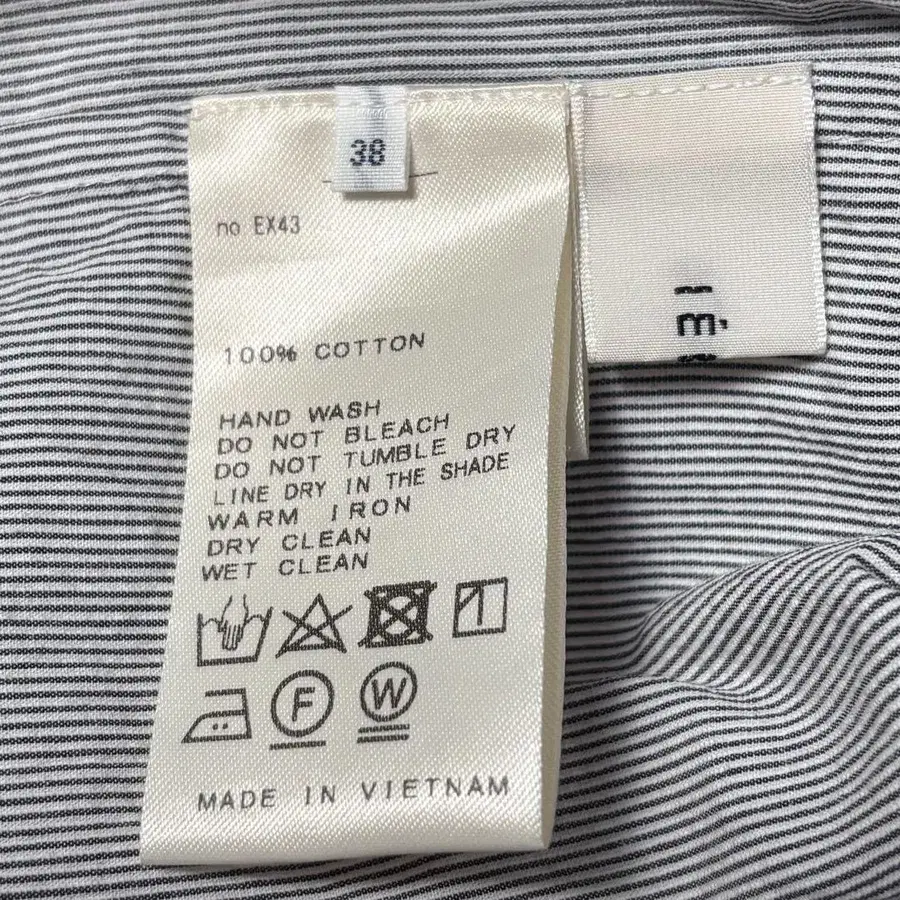 38
no EX43
100% COTTON
HAND WASH
DO NOT BLEACH
DO NOT TUMBLE DRY
LINE DRY IN THE SHADE
WARM IRON
DRY CLEAN
WET CLEAN
F
W
MADE IN VIETNAM